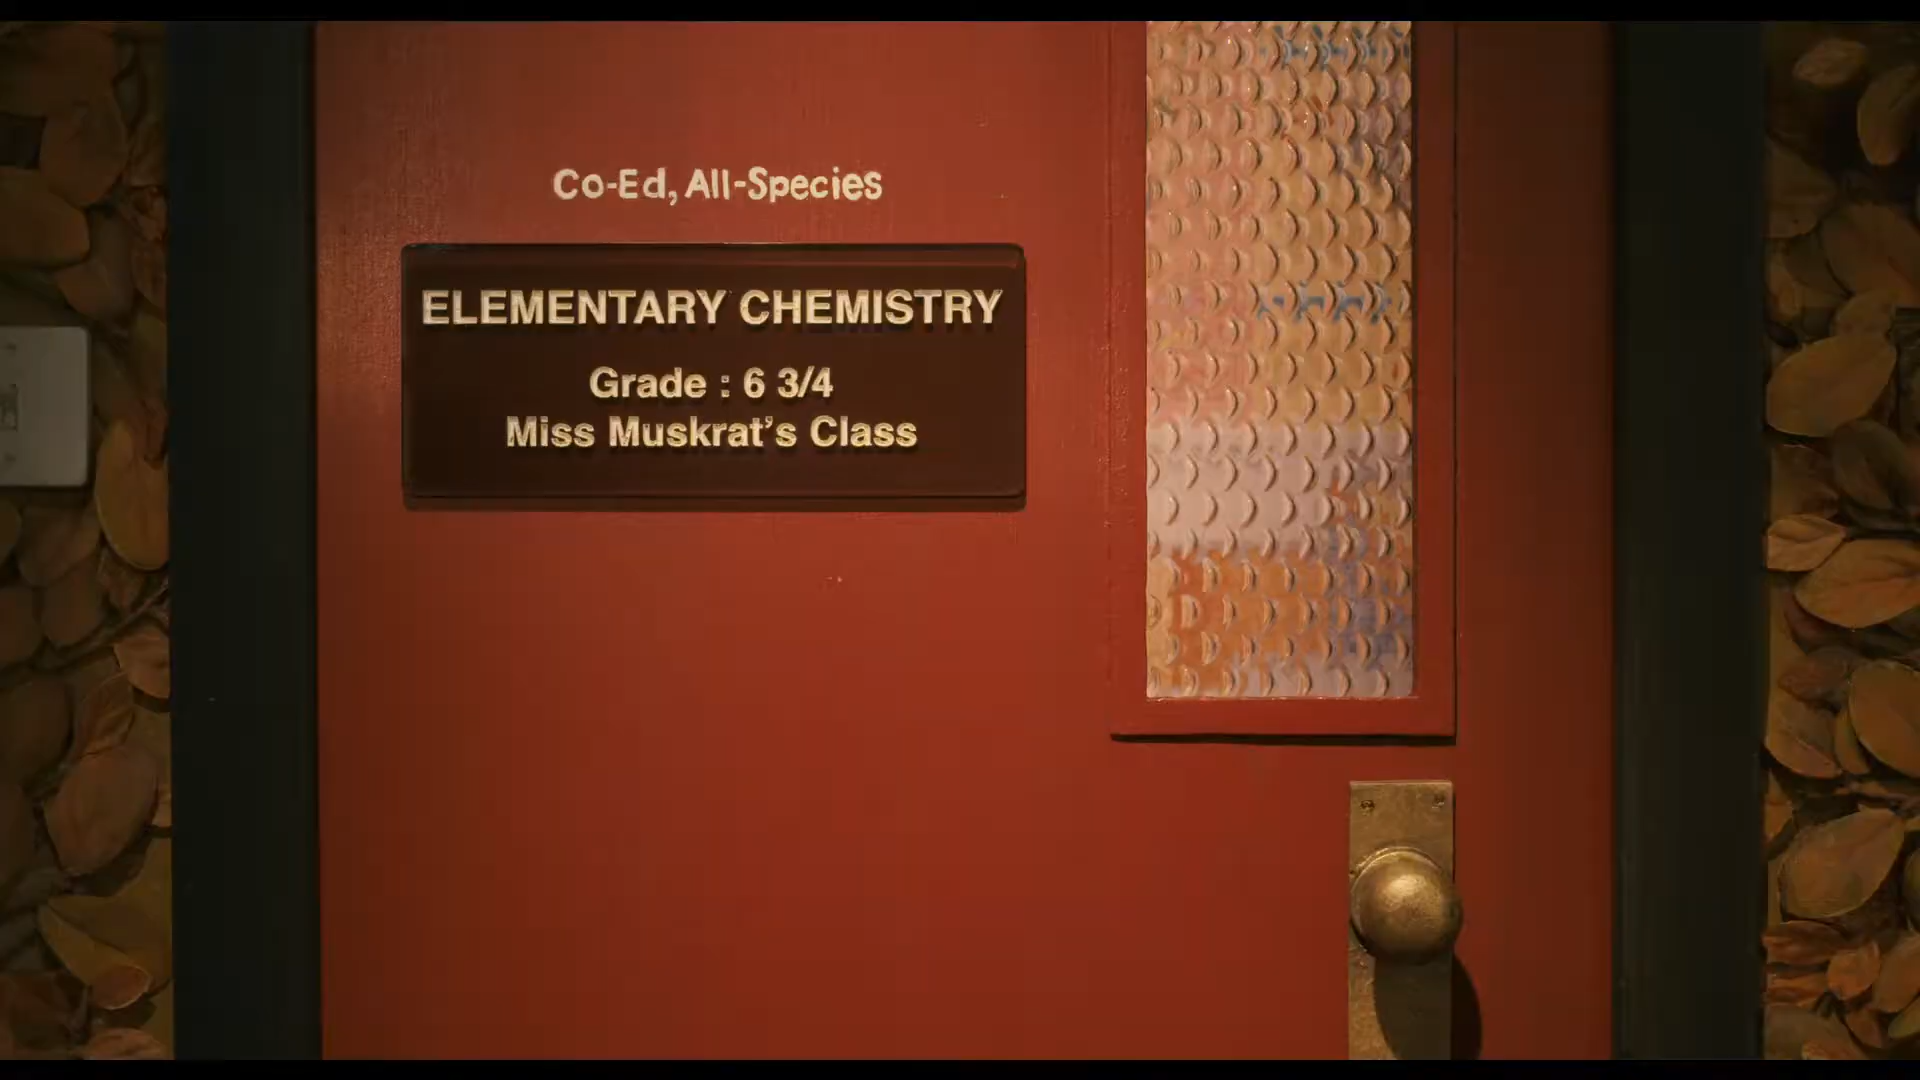 Co-Ed, All-Species
ELEMENTARY CHEMISTRY
Grade : 6 3/4
Miss Muskrat's Class